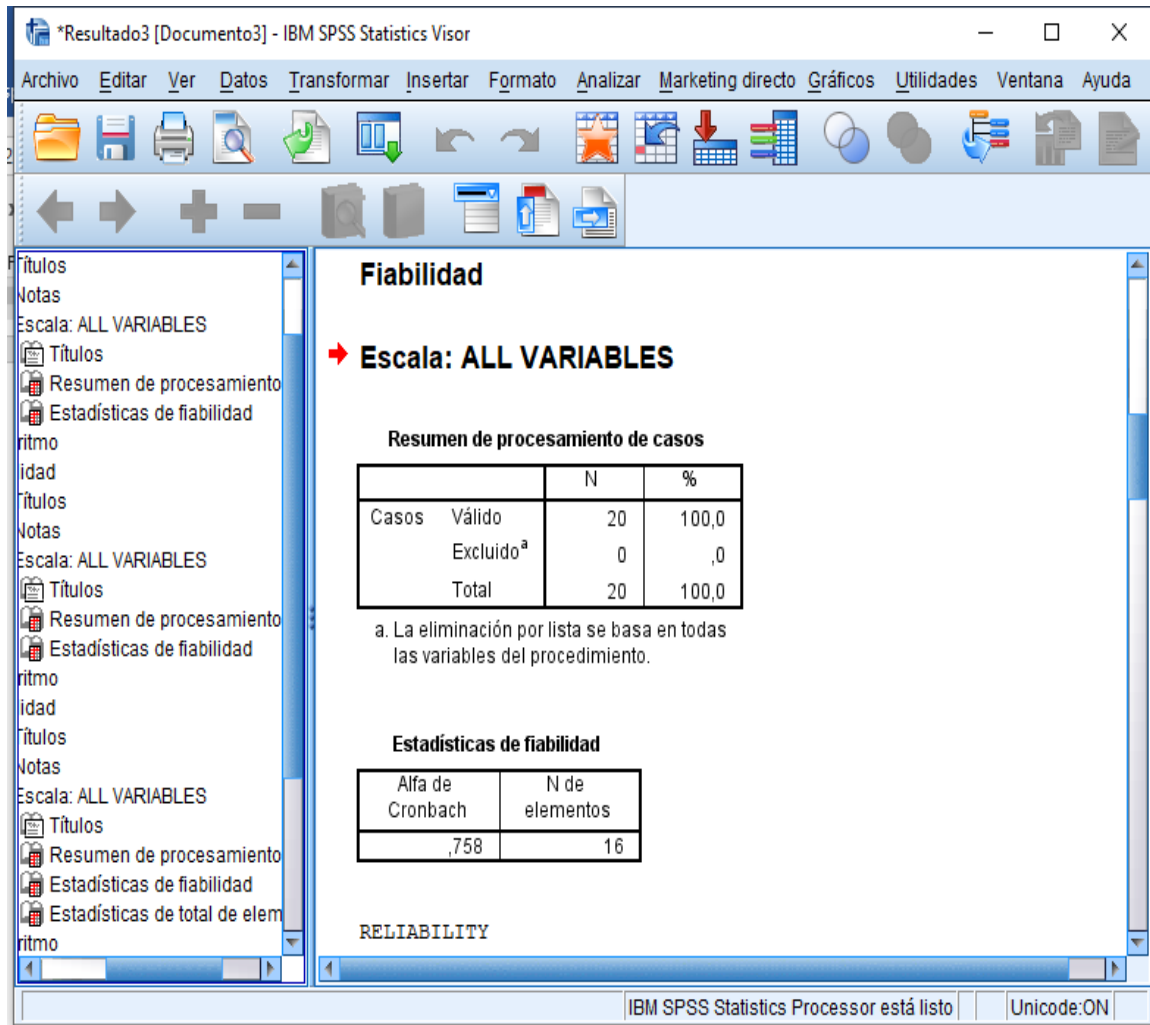 *Resultado3 [Documento3] - IBM SPSS Statistics Visor
Archivo Editar Ver Datos Transformar Insertar Formato Analizar Marketing directo Gráficos Utilidades Ventana Ayuda
Títulos
Notas
Escala: ALL VARIABLES
Títulos
Resumen de procesamiento
Estadísticas de fiabilidad
ritmo
idad
Títulos
Notas
Escala: ALL VARIABLES
Títulos
Resumen de procesamiento
Estadísticas de fiabilidad
ritmo
idad
Títulos
Notas
Escala: ALL VARIABLES
Títulos
Resumen de procesamiento
Estadísticas de fiabilidad
Estadísticas de total de elem
ritmo
Fiabilidad
Escala: ALL VARIABLES
Resumen de procesamiento de casos
N %
Casos Válido 20 100,0
Excluido^a 0 ,0
Total 20 100,0
a. La eliminación por lista se basa en todas
las variables del procedimiento.
Estadísticas de fiabilidad
Alfa de N de
Cronbach elementos
,758 16
RELIABILITY
IBM SPSS Statistics Processor está listo Unicode:ON